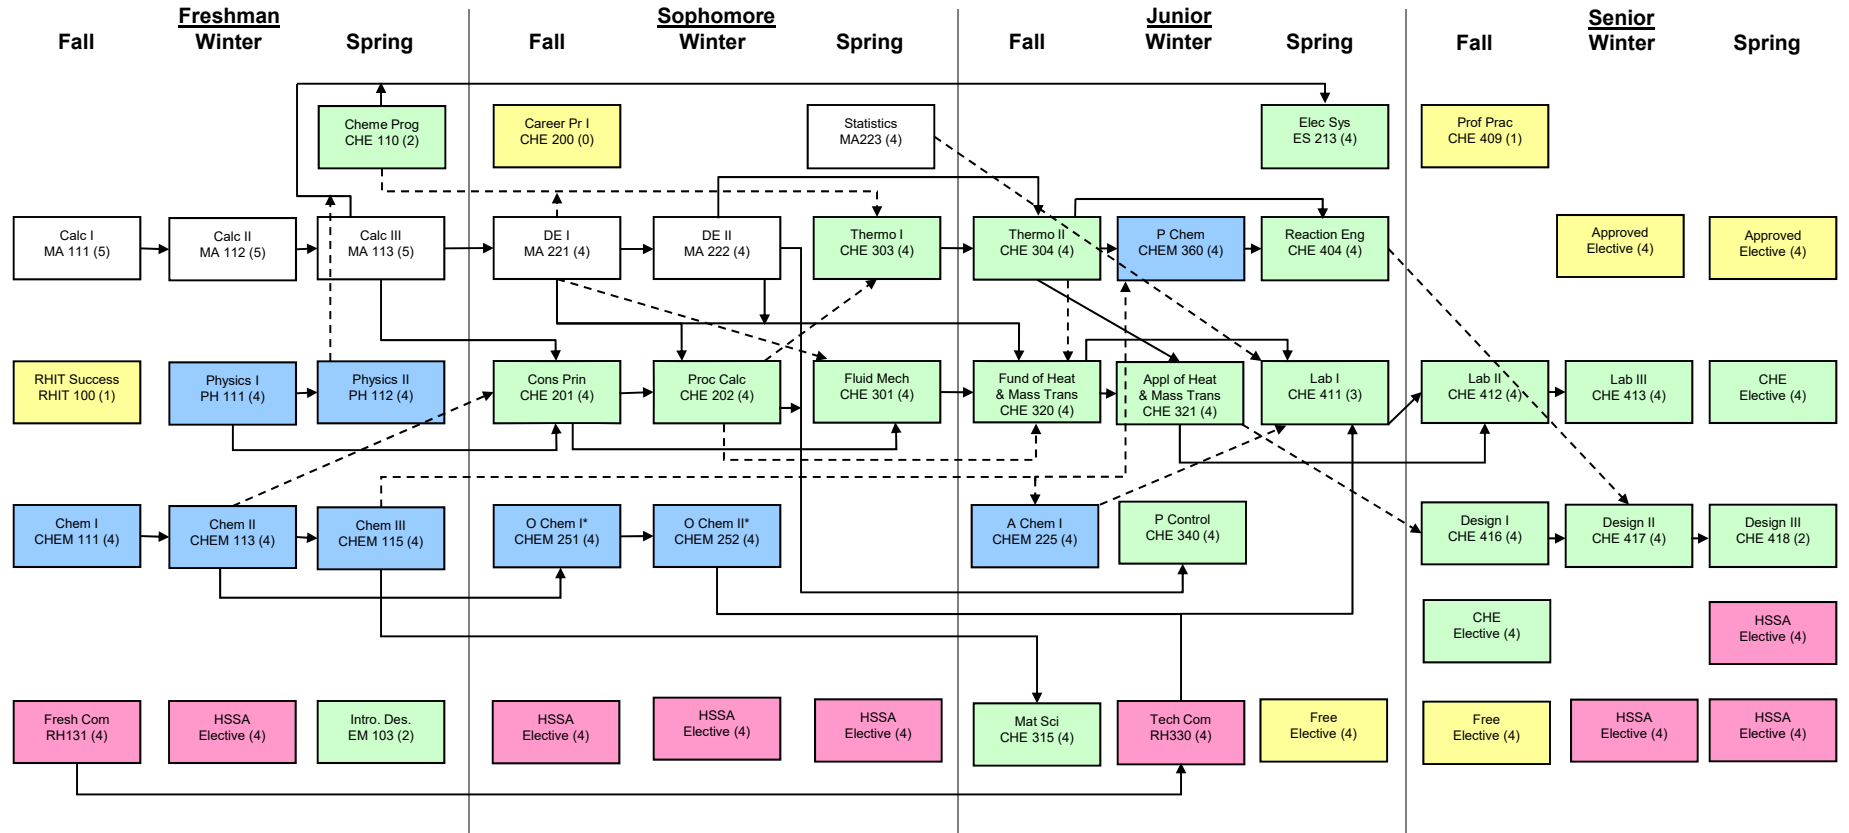 Freshman
Sophomore
Junior
Senior
Fall
Winter
Spring
Fall
Winter
Spring
Fall
Winter
Spring
Fall
Winter
Spring
Cheme Prog
CHE 110 (2)
Career Pr I
CHE 200 (0)
Statistics
MA223 (4)
Elec Sys
ES 213 (4)
Prof Prac
CHE 409 (1)
Calc I
MA 111 (5)
Calc II
MA 112 (5)
Calc III
MA 113 (5)
DE I
MA 221 (4)
DE II
MA 222 (4)
Thermo I
CHE 303 (4)
Thermo II
CHE 304 (4)
P Chem
CHEM 360 (4)
Reaction Eng
CHE 404 (4)
Approved
Elective (4)
Approved
Elective (4)
RHIT Success
RHIT 100 (1)
Physics I
PH 111 (4)
Physics II
PH 112 (4)
Cons Prin
CHE 201 (4)
Proc Calc
CHE 202 (4)
Fluid Mech
CHE 301 (4)
Fund of Heat
& Mass Trans
CHE 320 (4)
Appl of Heat
& Mass Trans
CHE 321 (4)
Lab I
CHE 411 (3)
Lab II
CHE 412 (4)
Lab III
CHE 413 (4)
CHE
Elective (4)
Chem I
CHEM 111 (4)
Chem II
CHEM 113 (4)
Chem III
CHEM 115 (4)
O Chem I*
CHEM 251 (4)
O Chem II*
CHEM 252 (4)
A Chem I
CHEM 225 (4)
P Control
CHE 340 (4)
Design I
CHE 416 (4)
Design II
CHE 417 (4)
Design III
CHE 418 (2)
CHE
Elective (4)
HSSA
Elective (4)
Fresh Com
RH131 (4)
HSSA
Elective (4)
Intro. Des.
EM 103 (2)
HSSA
Elective (4)
HSSA
Elective (4)
HSSA
Elective (4)
Mat Sci
CHE 315 (4)
Tech Com
RH330 (4)
Free
Elective (4)
Free
Elective (4)
HSSA
Elective (4)
HSSA
Elective (4)